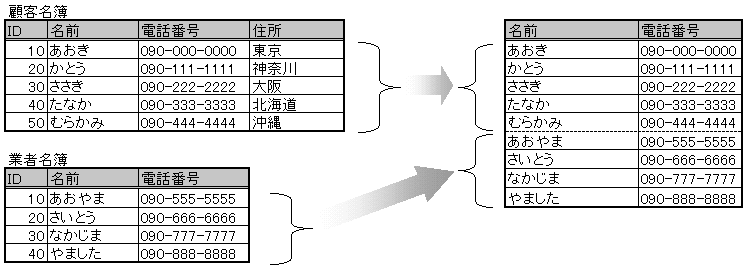 顧客名簿
ID 名前 電話番号 住所
10 あおき 090-000-0000 東京
20 かとう 090-111-1111 神奈川
30 ささき 090-222-2222 大阪
40 たなか 090-333-3333 北海道
50 むらかみ 090-444-4444 沖縄
業者名簿
ID 名前 電話番号
10 あおやま 090-555-5555
20 さいとう 090-666-6666
30 なかじま 090-777-7777
40 やました 090-888-8888
名前 電話番号
あおき 090-000-0000
かとう 090-111-1111
ささき 090-222-2222
たなか 090-333-3333
むらかみ 090-444-4444
あおやま 090-555-5555
さいとう 090-666-6666
なかじま 090-777-7777
やました 090-888-8888